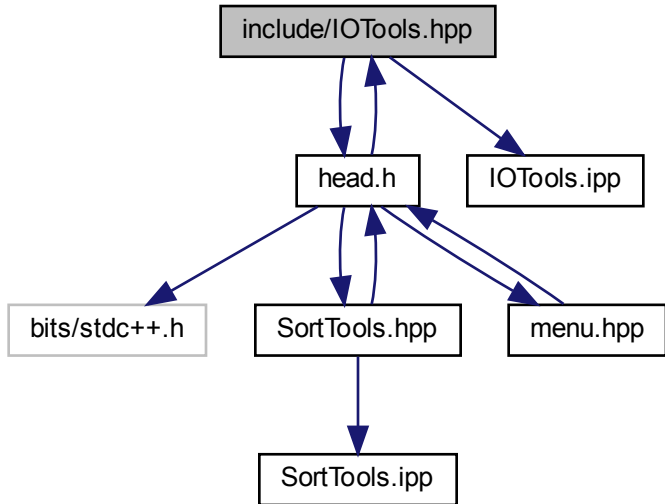 include/IOTools.hpp
head.h
IOTools.ipp
bits/stdc++.h
SortTools.hpp
menu.hpp
SortTools.ipp